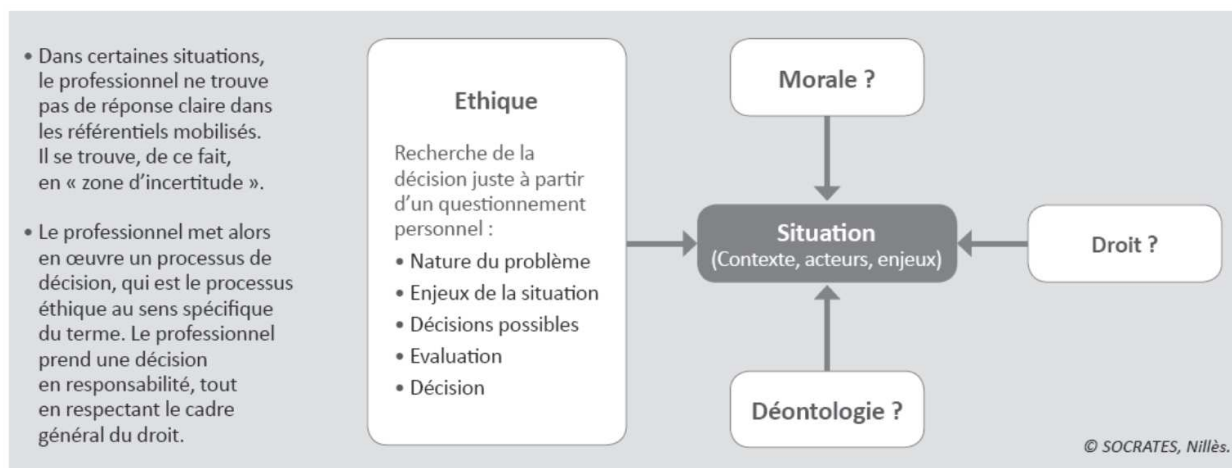 • Dans certaines situations,
le professionnel ne trouve
pas de réponse claire dans
les référentiels mobilisés.
Il se trouve, de ce fait,
en « zone d’incertitude ».
• Le professionnel met alors
en œuvre un processus de
décision, qui est le processus
éthique au sens spécifique
du terme. Le professionnel
prend une décision
en responsabilité, tout
en respectant le cadre
général du droit.
Ethique
Recherche de la
décision juste à partir
d’un questionnement
personnel :
• Nature du problème
• Enjeux de la situation
• Décisions possibles
• Evaluation
• Décision
Morale ?
Situation
(Contexte, acteurs, enjeux)
Droit ?
Déontologie ?
© SOCRATES, Nillès.